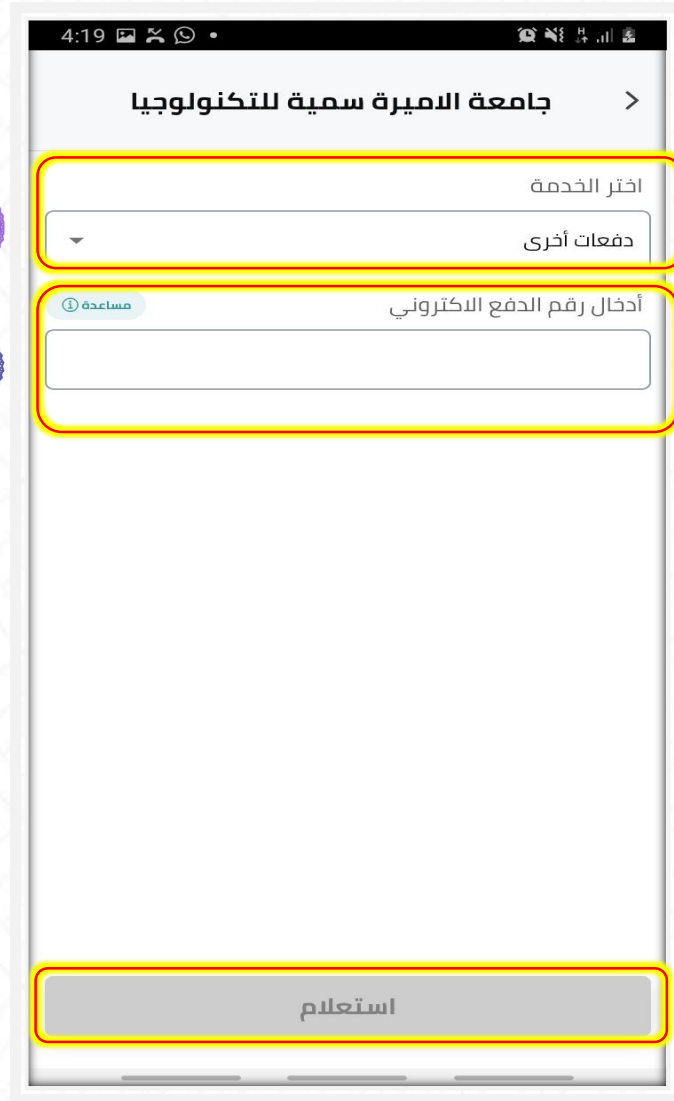 4:19
جامعة الاميرة سمية للتكنولوجيا
اختر الخدمة
دفعات أخرى
أدخال رقم الدفع الاكتروني
مساعدة
استعلام